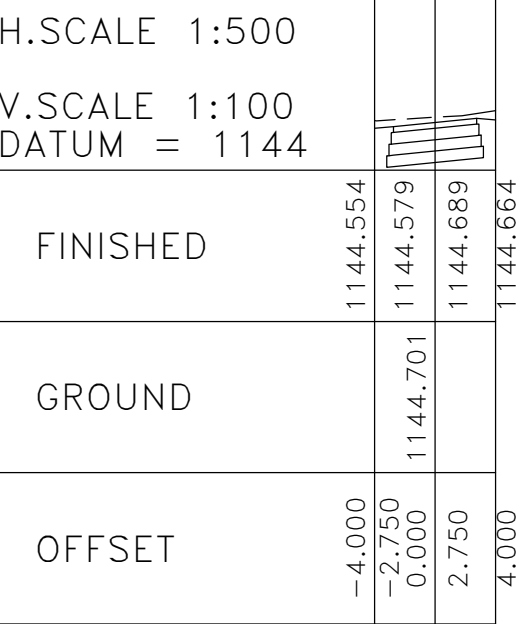 H.SCALE 1:500
V.SCALE 1:100
DATUM = 1144
FINISHED
1144.554
1144.579
1144.689
1144.664
GROUND
1144.701
OFFSET
-4.000
-2.750
0.000
2.750
4.000